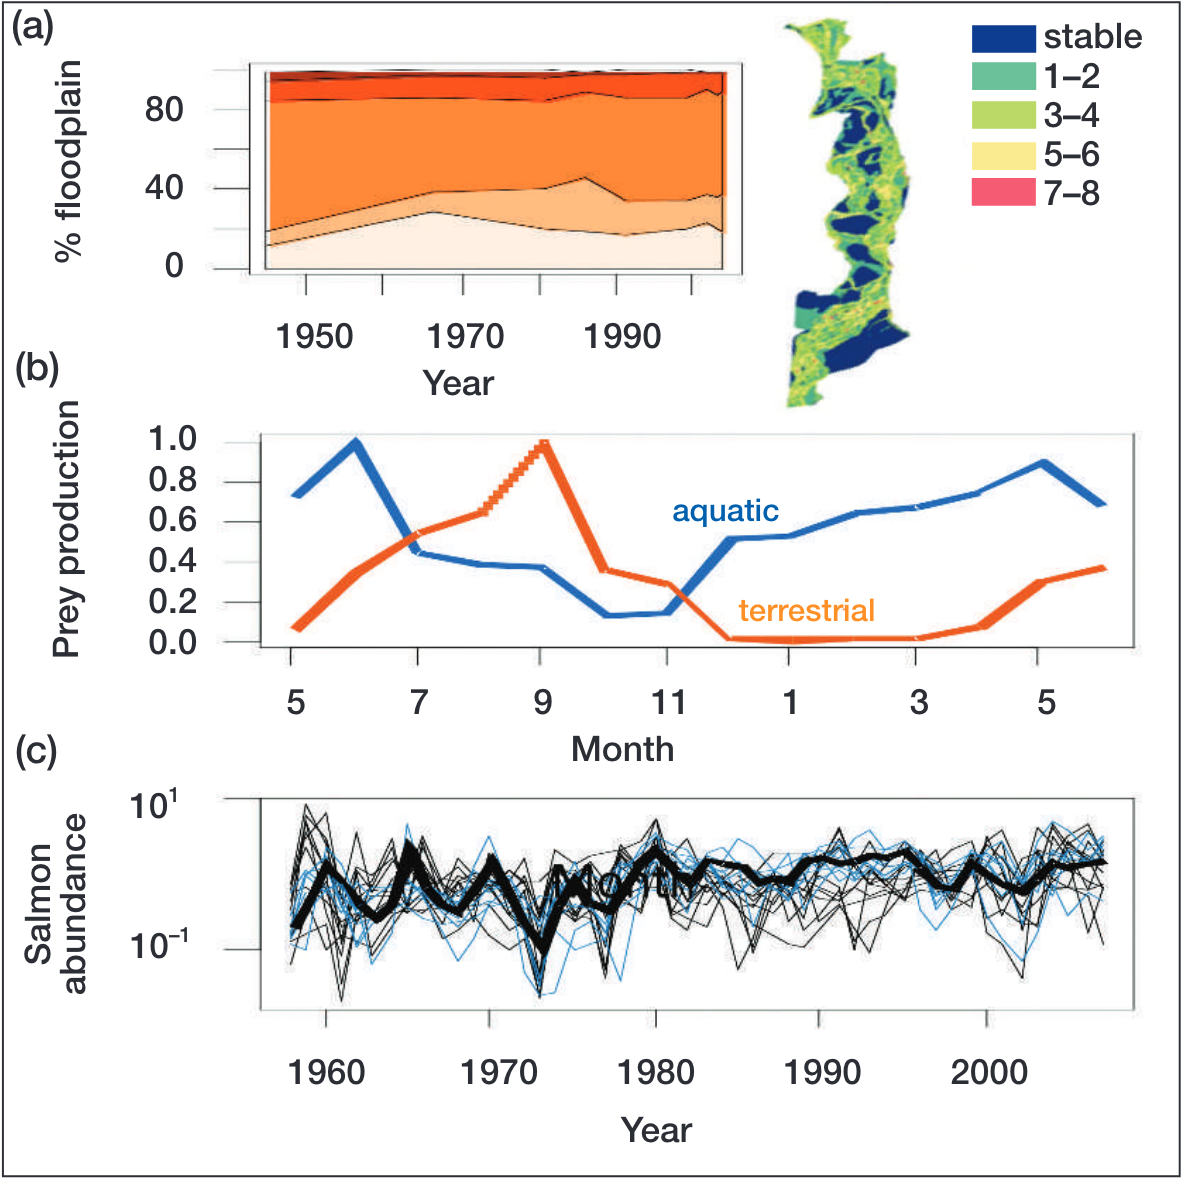 (a)
stable
1–2
3–4
5–6
7–8
% floodplain
80
40
0
1950 1970 1990
Year
(b)
Prey production
1.0
0.8
0.6
0.4
0.2
0.0
aquatic
terrestrial
5 7 9 11 1 3 5
Month
(c)
Salmon
abundance
10¹
10⁻¹
Month
1960 1970 1980 1990 2000
Year